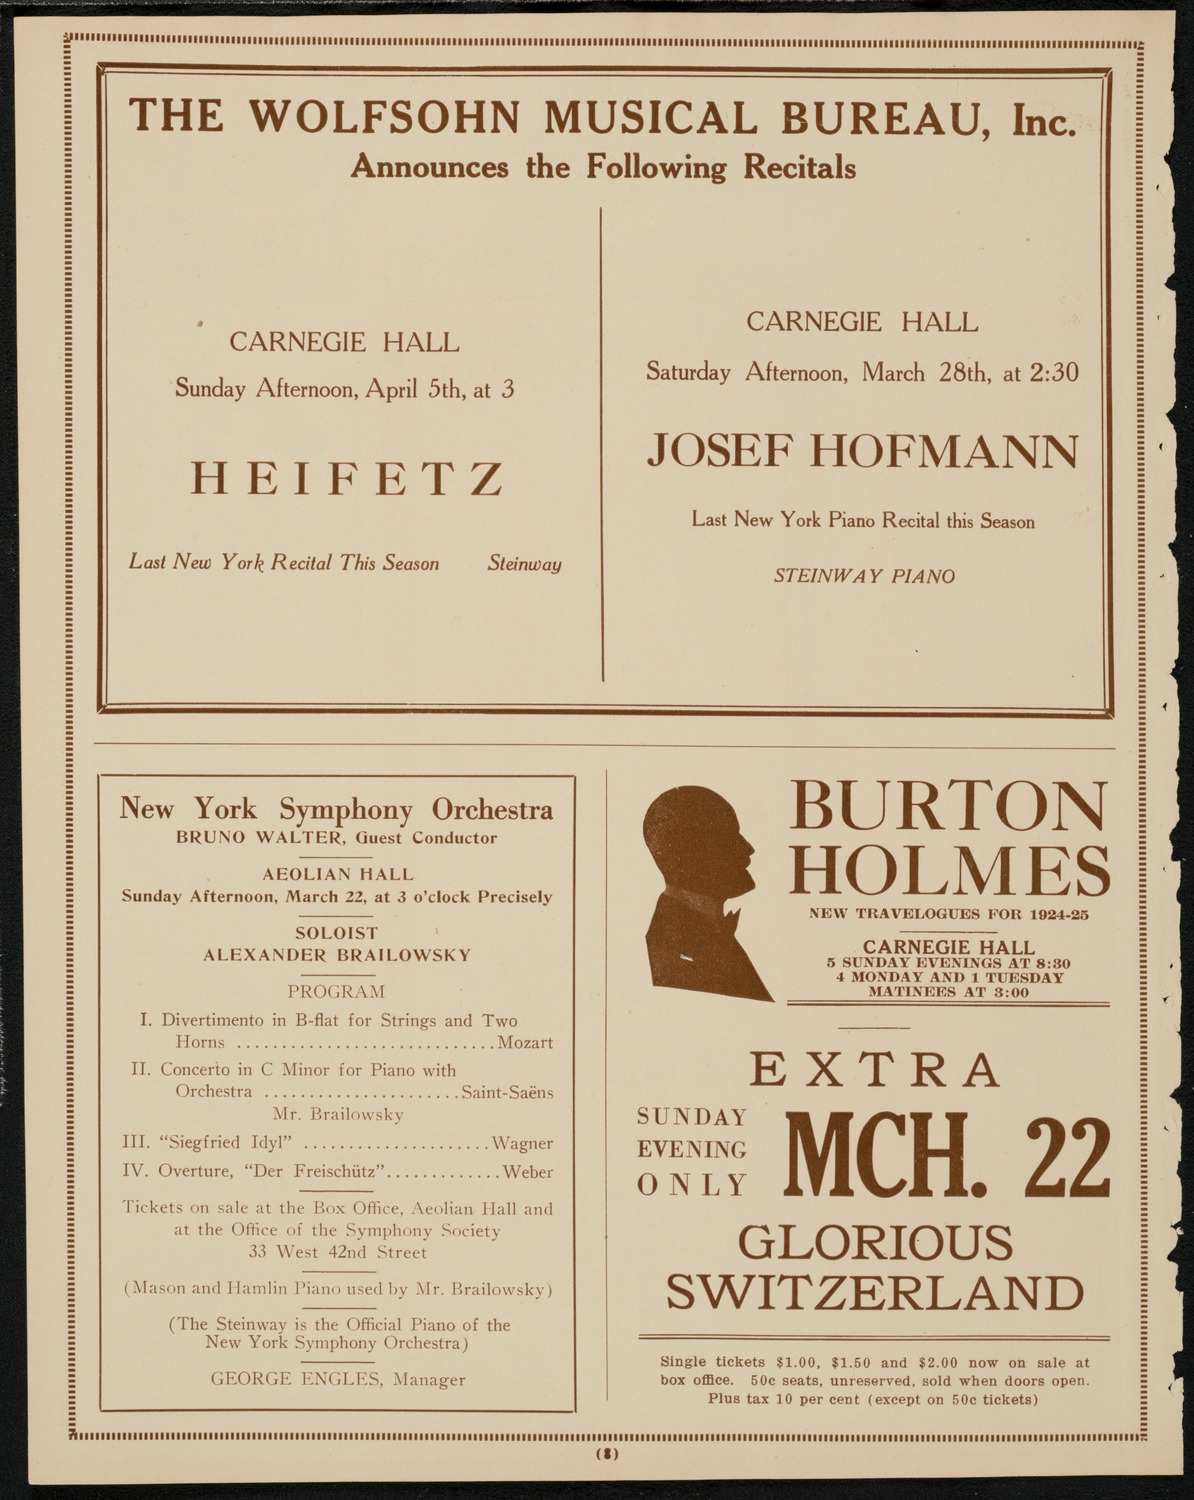 THE WOLFSOHN MUSICAL BUREAU, Inc.
Announces the Following Recitals
CARNEGIE HALL
Sunday Afternoon, April 5th, at 3
HEIFETZ
Last New York Recital This Season Steinway
CARNEGIE HALL
Saturday Afternoon, March 28th, at 2:30
JOSEF HOFMANN
Last New York Piano Recital this Season
STEINWAY PIANO
New York Symphony Orchestra
BRUNO WALTER, Guest Conductor
AEOLIAN HALL
Sunday Afternoon, March 22, at 3 o'clock Precisely
SOLOIST
ALEXANDER BRAILOWSKY
PROGRAM
I. Divertimento in B-flat for Strings and Two
Horns ............................Mozart
II. Concerto in C Minor for Piano with
Orchestra ......................Saint-Saëns
Mr. Brailowsky
III. "Siegfried Idyl" ....................Wagner
IV. Overture, "Der Freischütz".............Weber
Tickets on sale at the Box Office, Aeolian Hall and
at the Office of the Symphony Society
33 West 42nd Street
(Mason and Hamlin Piano used by Mr. Brailowsky)
(The Steinway is the Official Piano of the
New York Symphony Orchestra)
GEORGE ENGLES, Manager
BURTON
HOLMES
NEW TRAVELOGUES FOR 1924-25
CARNEGIE HALL
5 SUNDAY EVENINGS AT 8:30
4 MONDAY AND 1 TUESDAY
MATINEES AT 3:00
EXTRA
SUNDAY
EVENING
ONLY
MCH. 22
GLORIOUS
SWITZERLAND
Single tickets $1.00, $1.50 and $2.00 now on sale at
box office. 50c seats, unreserved, sold when doors open.
Plus tax 10 per cent (except on 50c tickets)
(8)